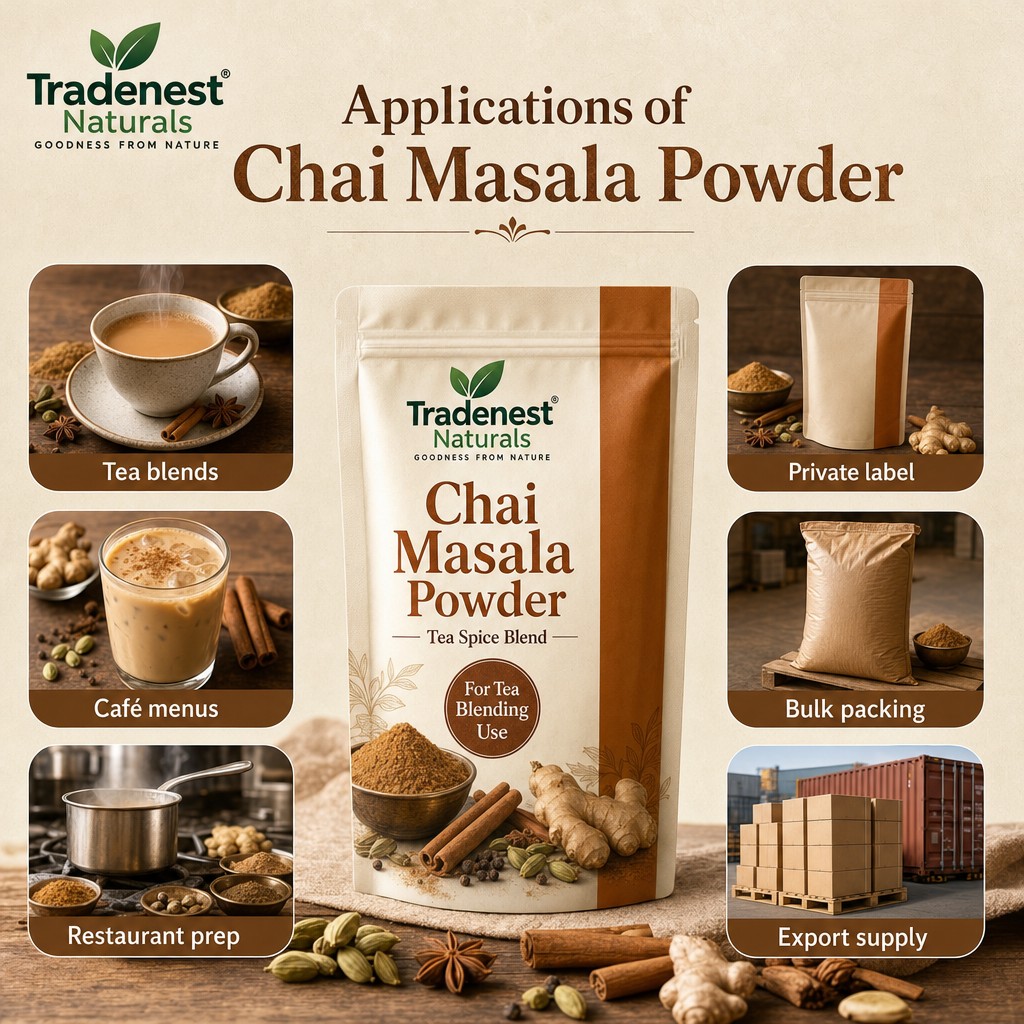 Tradenest®
Naturals
GOODNESS FROM NATURE
Applications of
Chai Masala Powder
Tea blends
Café menus
Restaurant prep
Tradenest®
Naturals
GOODNESS FROM NATURE
Chai
Masala
Powder
Tea Spice Blend
For Tea
Blending
Use
Private label
Bulk packing
Export supply